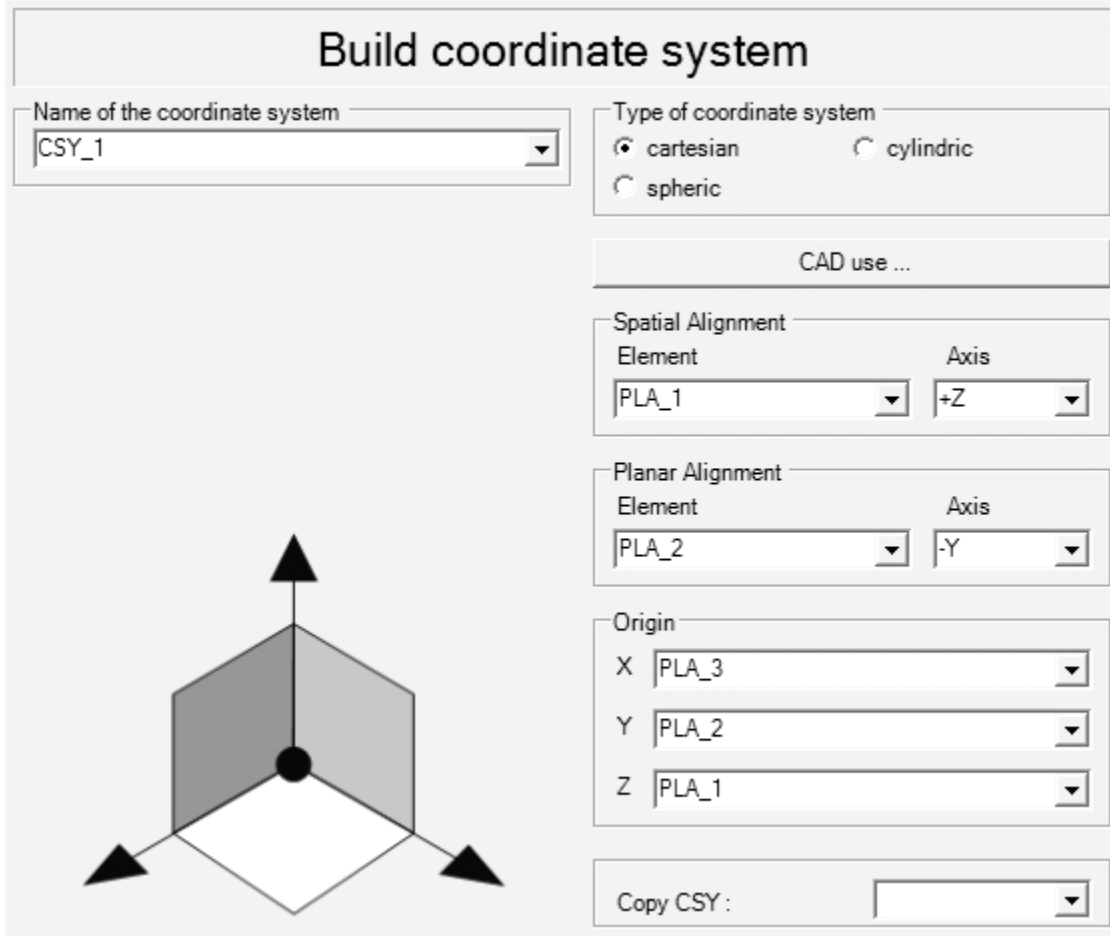 Build coordinate system
Name of the coordinate system
CSY_1
Type of coordinate system
cartesian
cylindric
spheric
CAD use ...
Spatial Alignment
Element Axis
PLA_1 +Z
Planar Alignment
Element Axis
PLA_2 -Y
Origin
X PLA_3
Y PLA_2
Z PLA_1
Copy CSY :